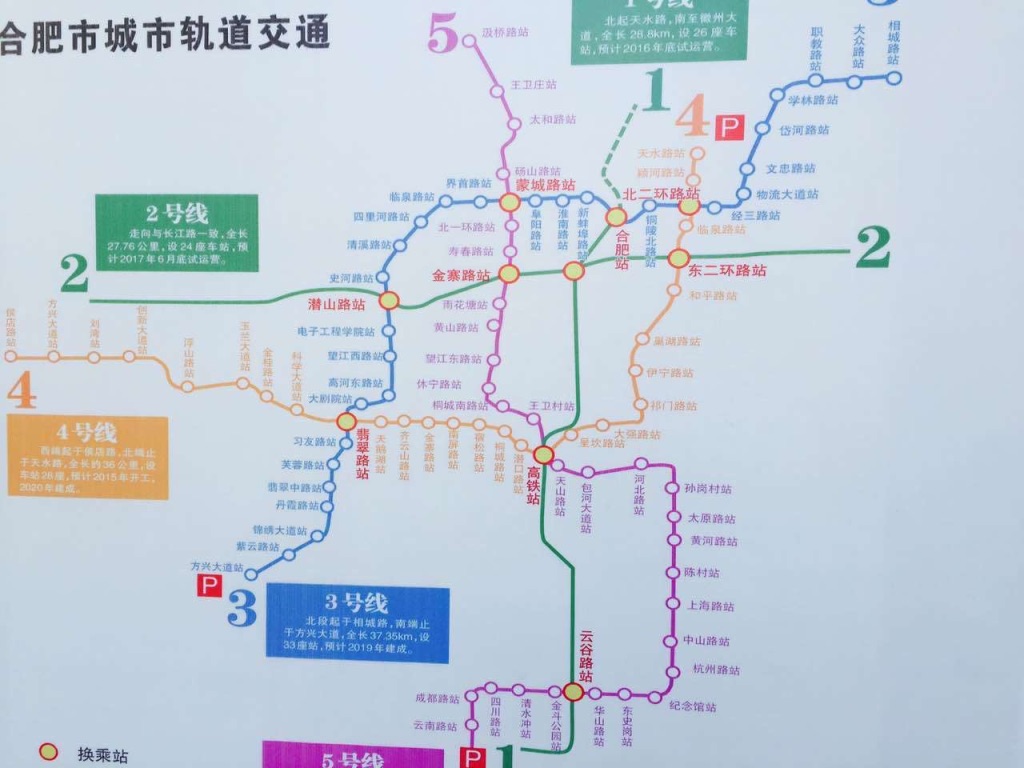 合肥市城市轨道交通
1号线
北起天水路,南至徽州大
道,全长28.8km,设26座车
站,预计2016年底试运营。
5
汲桥路站
王卫庄站
太和路站
砀山路站
1
4
P
天水路站
颍河路站
北二环路站
职教路站
大众路站
相城路站
学林路站
岱河路站
文忠路站
物流大道站
经三路站
2号线
走向与长江路一致,全长
27.76公里,设24座车站,预
计2017年6月底试运营。
2
界首路站
临泉路站
四里河路站
清溪路站
史河路站
潜山路站
蒙城路站
阜阳路站
淮南路站
新蚌埠路站
合肥站
铜陵北路站
临泉路站
北一环路站
寿春路站
金寨路站
东二环路站
2
雨花塘站
黄山路站
望江东路站
休宁路站
桐城南路站
王卫村站
和平路站
巢湖路站
伊宁路站
祁门路站
大强路站
至坎路站
电子工程学院站
望江西路站
高河东路站
大剧院站
侯店路站
方兴大道站
刘湾站
创新大道站
浮山路站
玉兰大道站
金桂路站
科学大道站
4
4号线
西端起于侯店路,北端止
于天水路,全长约36公里,设
车站28座,预计2015年开工,
2020年建成。
翡翠路站
天鹅湖站
齐云山路站
金寨路站
南屏路站
宿松路站
桐城路站
潜口路站
高铁站
习友路站
芙蓉路站
翡翠中路站
丹霞路站
锦绣大道站
紫云路站
方兴大道站
P
3
3号线
北段起于相城路,南端止
于方兴大道,全长37.35km,设
33座站,预计2019年建成。
天山路站
包河大道站
河北路站
孙岗村站
太原路站
黄河路站
陈村站
上海路站
中山路站
杭州路站
纪念馆站
云谷路站
成都路站
云南路站
四川路站
清水冲站
金斗公园站
华山路站
东史岗站
P
1
5号线
换乘站